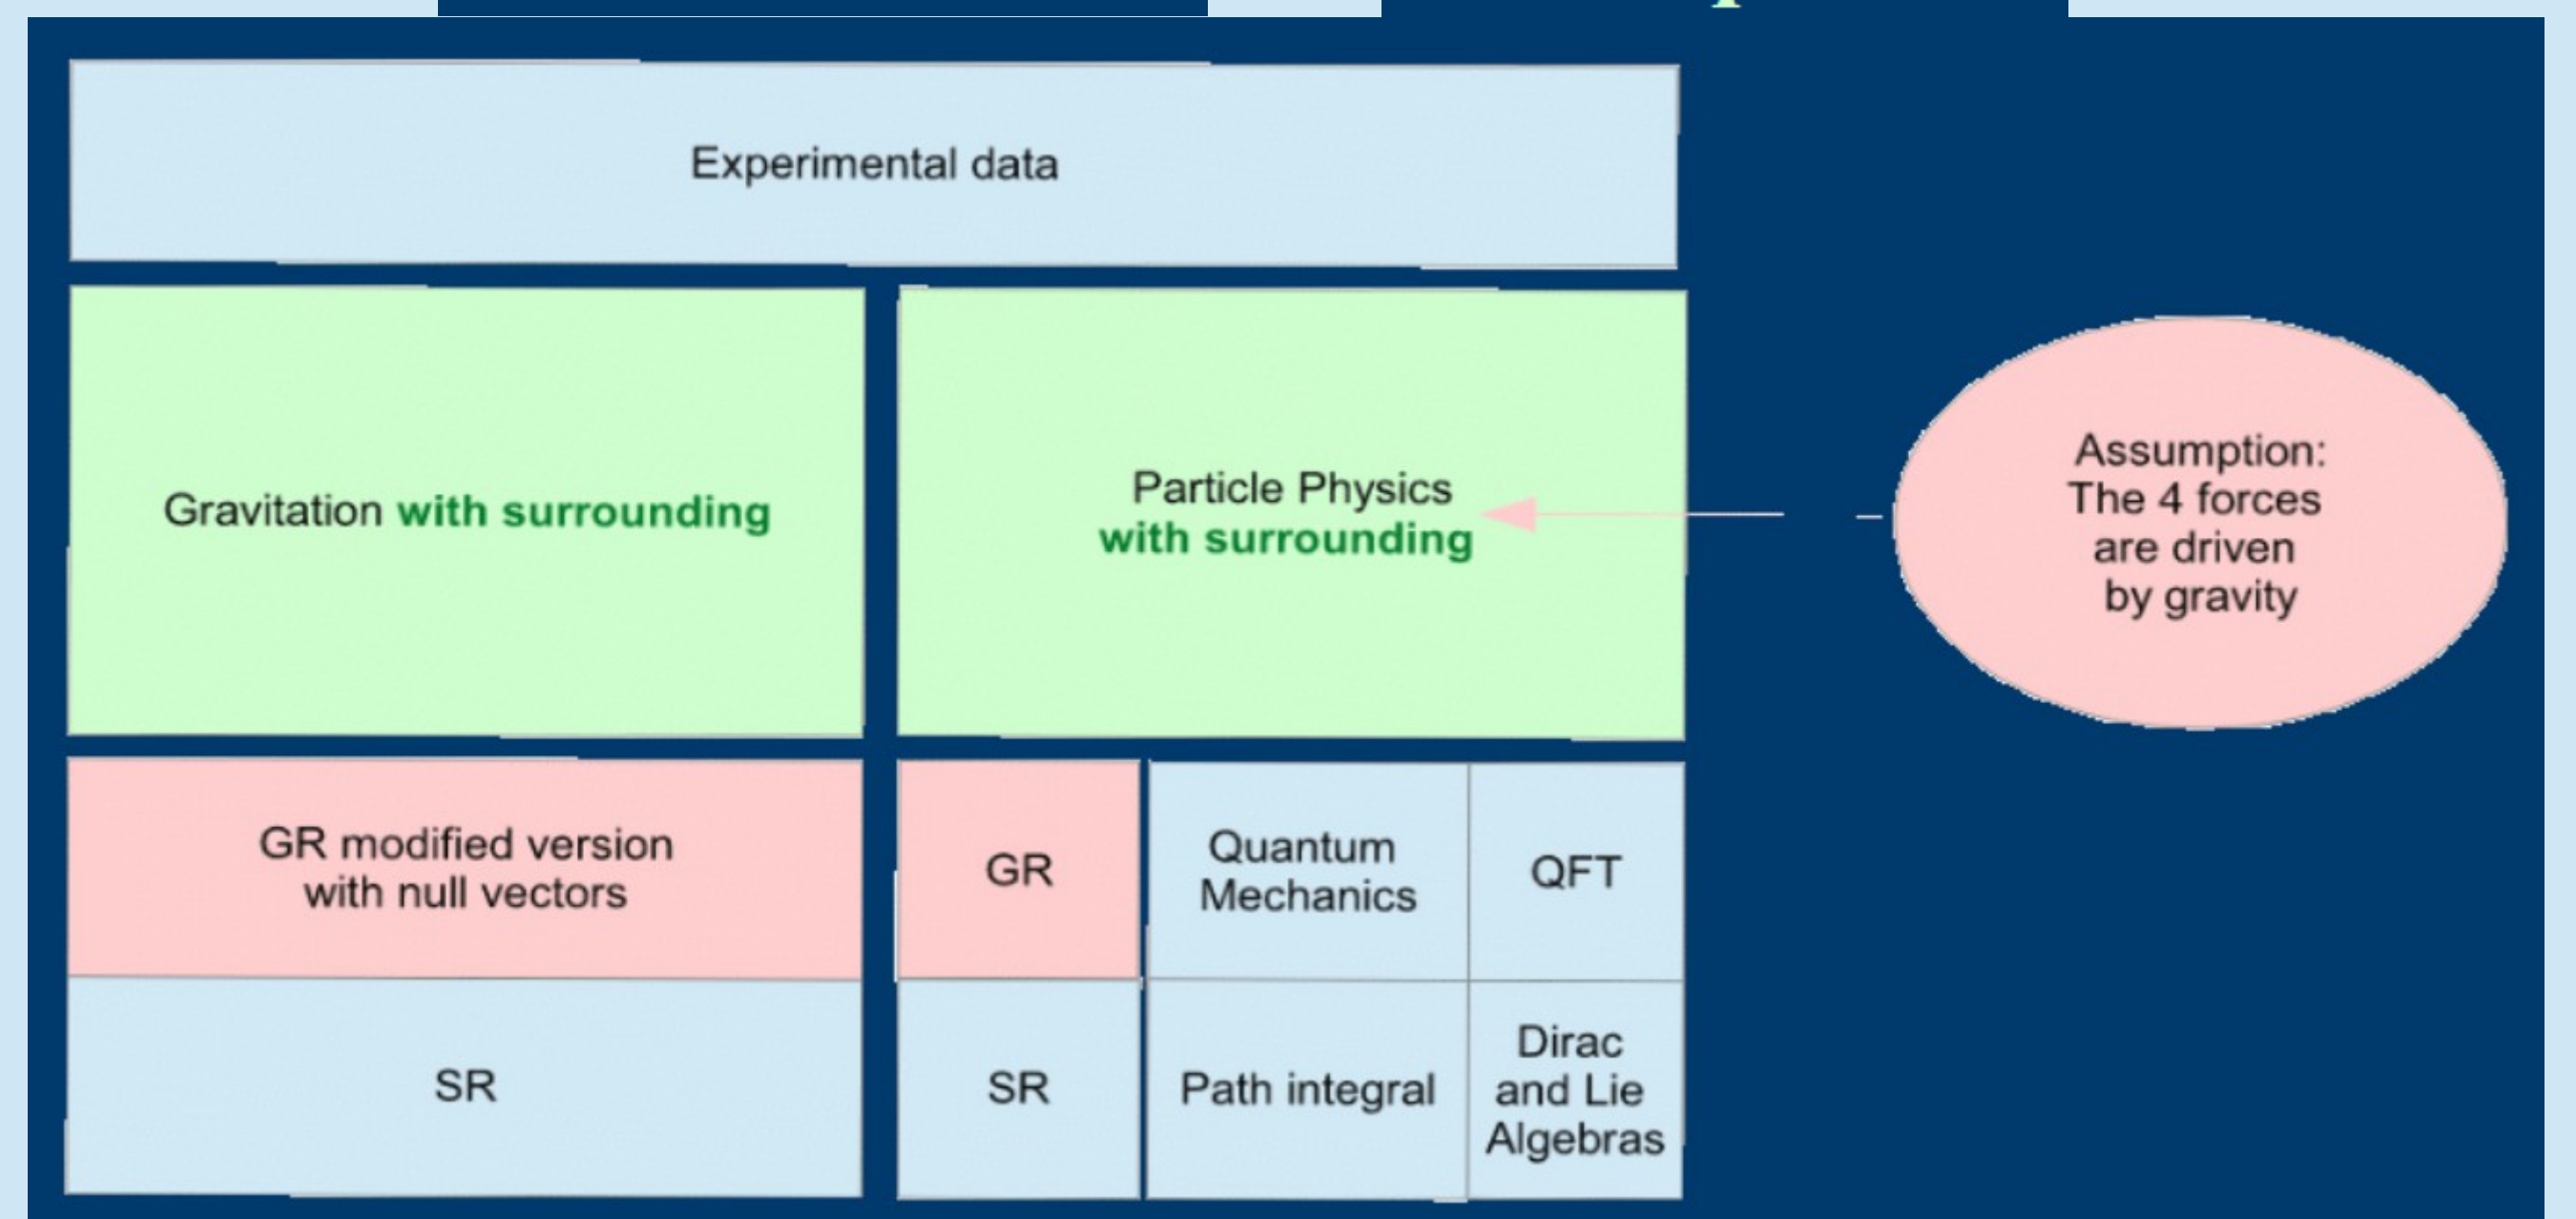 Experimental data
Gravitation with surrounding
Particle Physics
with surrounding
Assumption:
The 4 forces
are driven
by gravity
GR modified version
with null vectors
GR
Quantum
Mechanics
QFT
SR
SR
Path integral
Dirac
and Lie
Algebras